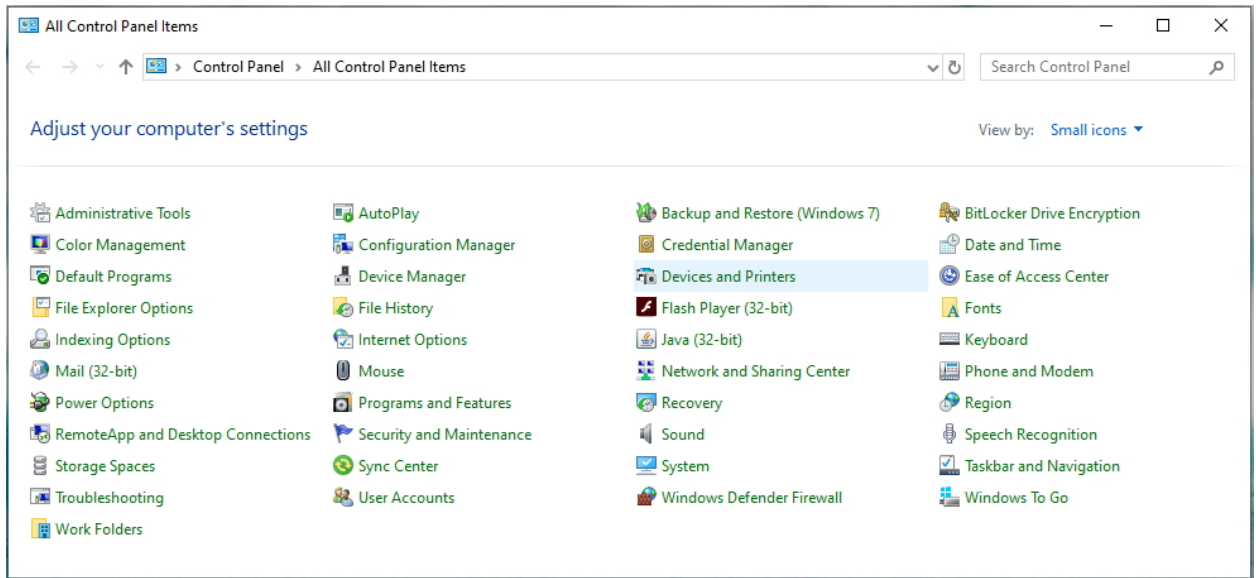 All Control Panel Items
Control Panel > All Control Panel Items
Search Control Panel
Adjust your computer's settings
View by: Small icons
Administrative Tools AutoPlay Backup and Restore (Windows 7) BitLocker Drive Encryption
Color Management Configuration Manager Credential Manager Date and Time
Default Programs Device Manager Devices and Printers Ease of Access Center
File Explorer Options File History Flash Player (32-bit) Fonts
Indexing Options Internet Options Java (32-bit) Keyboard
Mail (32-bit) Mouse Network and Sharing Center Phone and Modem
Power Options Programs and Features Recovery Region
RemoteApp and Desktop Connections Security and Maintenance Sound Speech Recognition
Storage Spaces Sync Center System Taskbar and Navigation
Troubleshooting User Accounts Windows Defender Firewall Windows To Go
Work Folders